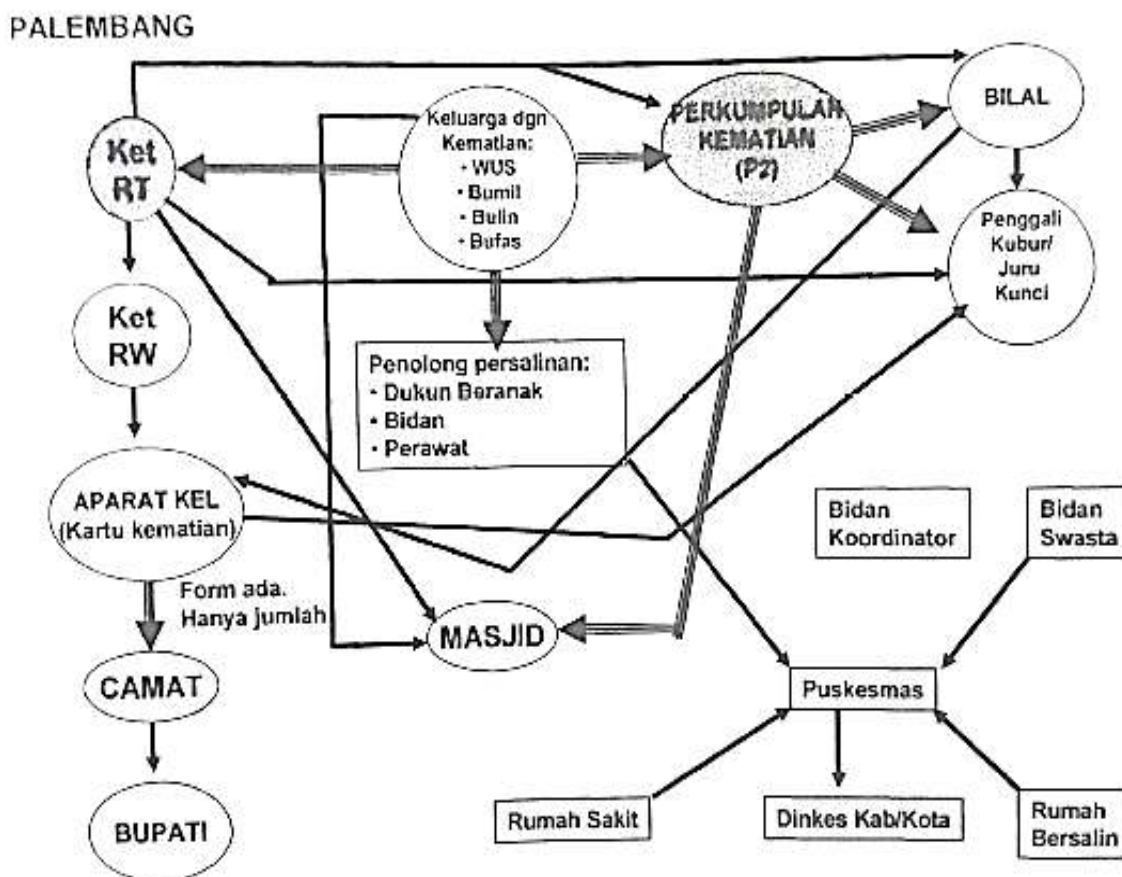 PALEMBANG
Ket
RT
Keluarga dgn
Kematian:
• WUS
• Bumil
• Bulin
• Bufas
PERKUMPULAN
KEMATIAN
(P2)
BILAL
Penggali
Kubur/
Juru
Kunci
Ket
RW
Penolong persalinan:
• Dukun Beranak
• Bidan
• Perawat
APARAT KEL
(Kartu kematian)
Bidan
Koordinator
Bidan
Swasta
Form ada.
Hanya jumlah
MASJID
CAMAT
Puskesmas
BUPATI
Rumah Sakit
Dinkes Kab/Kota
Rumah
Bersalin